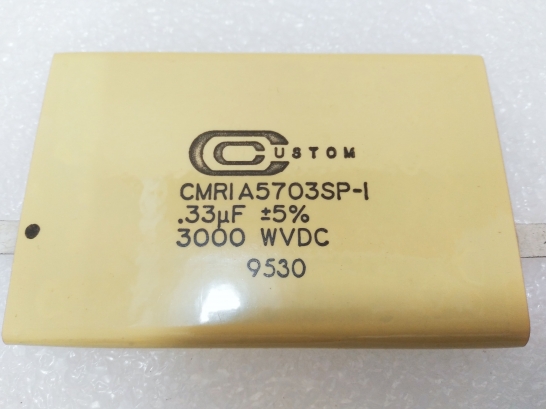 CUSTOM
CMR1A5703SP-1
.33µF ±5%
3000 WVDC
9530